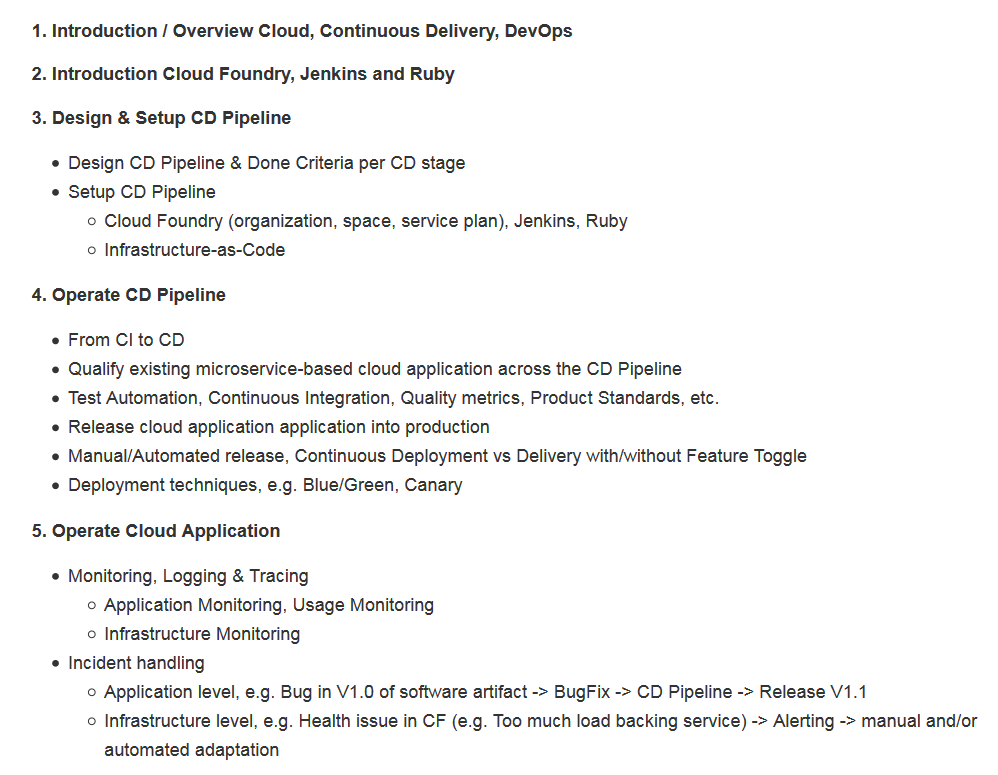 1. Introduction / Overview Cloud, Continuous Delivery, DevOps
2. Introduction Cloud Foundry, Jenkins and Ruby
3. Design & Setup CD Pipeline
• Design CD Pipeline & Done Criteria per CD stage
• Setup CD Pipeline
○ Cloud Foundry (organization, space, service plan), Jenkins, Ruby
○ Infrastructure-as-Code
4. Operate CD Pipeline
• From CI to CD
• Qualify existing microservice-based cloud application across the CD Pipeline
• Test Automation, Continuous Integration, Quality metrics, Product Standards, etc.
• Release cloud application application into production
• Manual/Automated release, Continuous Deployment vs Delivery with/without Feature Toggle
• Deployment techniques, e.g. Blue/Green, Canary
5. Operate Cloud Application
• Monitoring, Logging & Tracing
○ Application Monitoring, Usage Monitoring
○ Infrastructure Monitoring
• Incident handling
○ Application level, e.g. Bug in V1.0 of software artifact -> BugFix -> CD Pipeline -> Release V1.1
○ Infrastructure level, e.g. Health issue in CF (e.g. Too much load backing service) -> Alerting -> manual and/or
automated adaptation